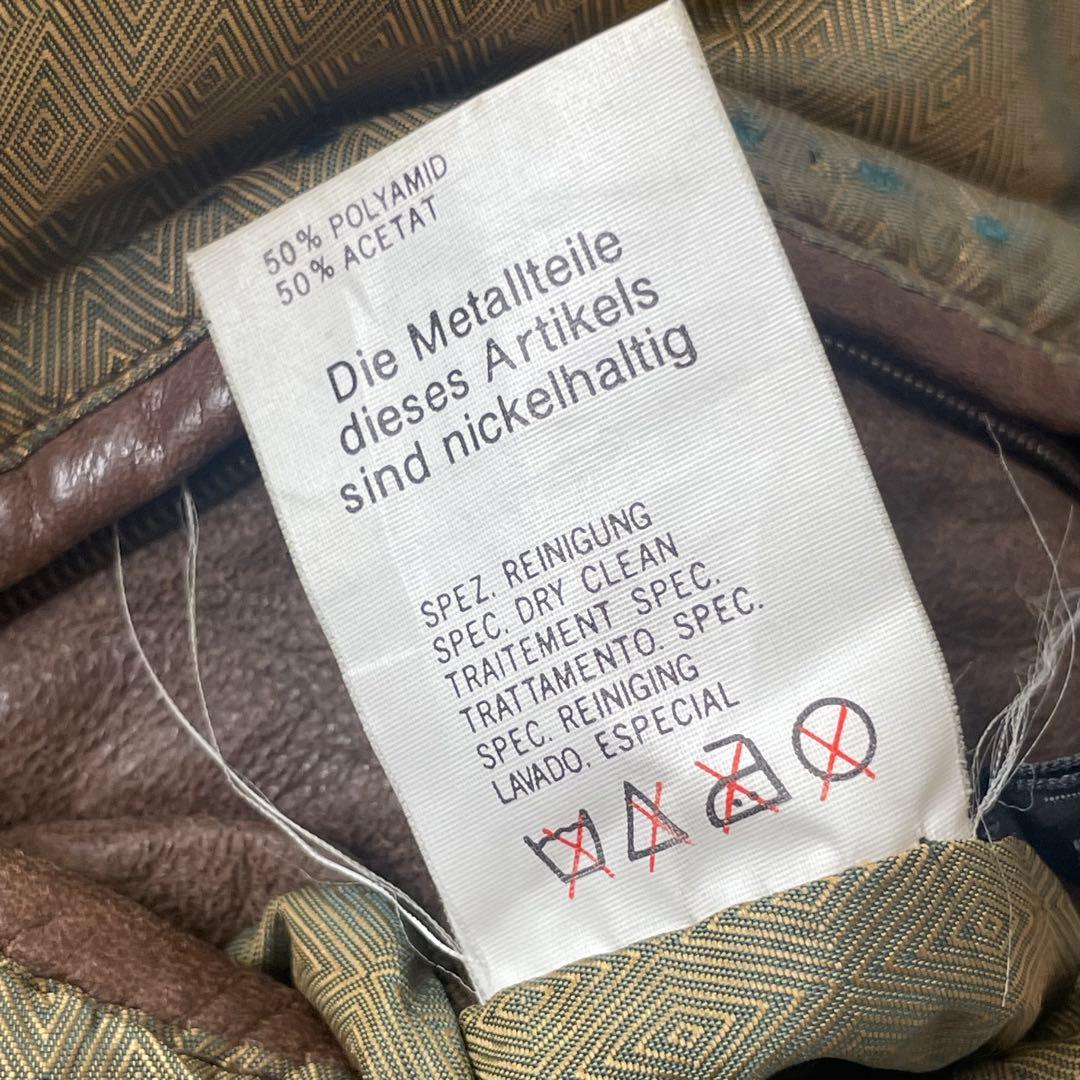 50% POLYAMID
50% ACETAT
Die Metallteile
dieses Artikels
sind nickelhaltig
SPEZ. REINIGUNG
SPEC. DRY CLEAN
TRAITEMENT SPEC.
TRATTAMENTO. SPEC.
SPEC. REINIGING
LAVADO. ESPECIAL